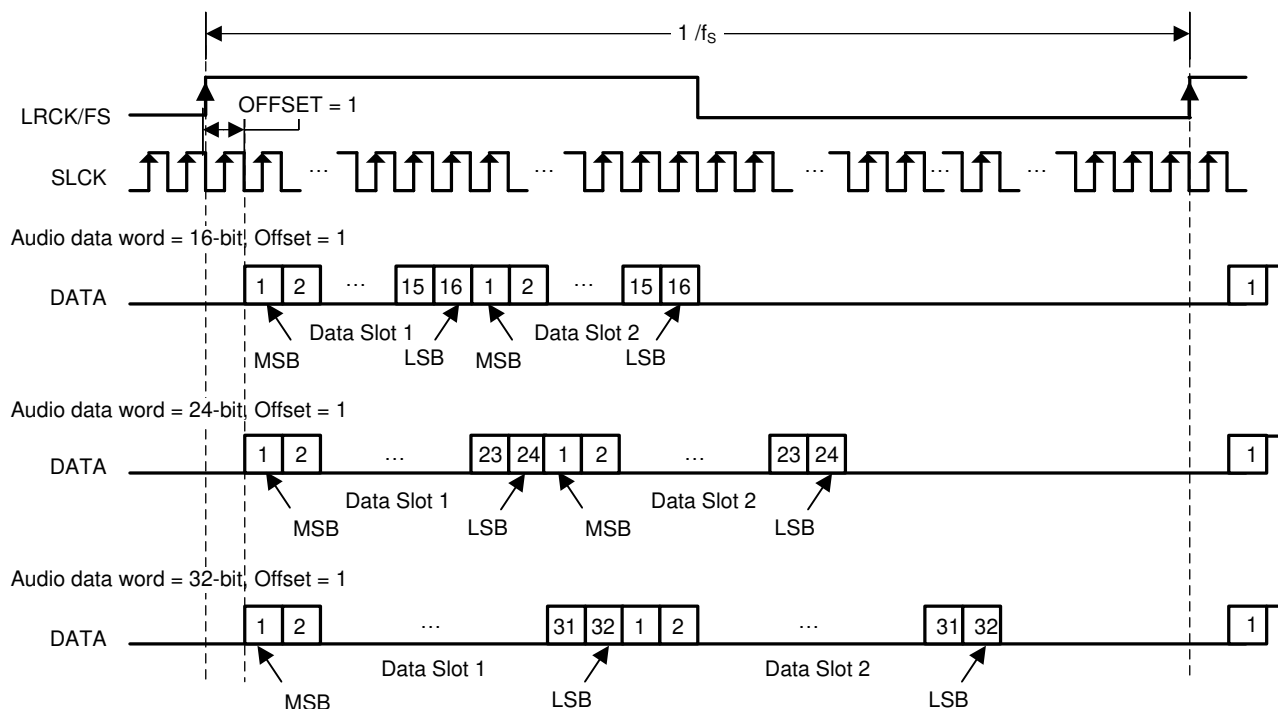 1 /fS
LRCK/FS
OFFSET = 1
SLCK
... ... ... ... ...
Audio data word = 16-bit, Offset = 1
DATA
1 2 ... 15 16 1 2 ... 15 16 1
Data Slot 1 Data Slot 2
MSB LSB MSB LSB
Audio data word = 24-bit, Offset = 1
DATA
1 2 ... 23 24 1 2 ... 23 24 1
Data Slot 1 Data Slot 2
MSB LSB MSB LSB
Audio data word = 32-bit, Offset = 1
DATA
1 2 ... 31 32 1 2 ... 31 32 1
Data Slot 1 Data Slot 2
MSB LSB LSB